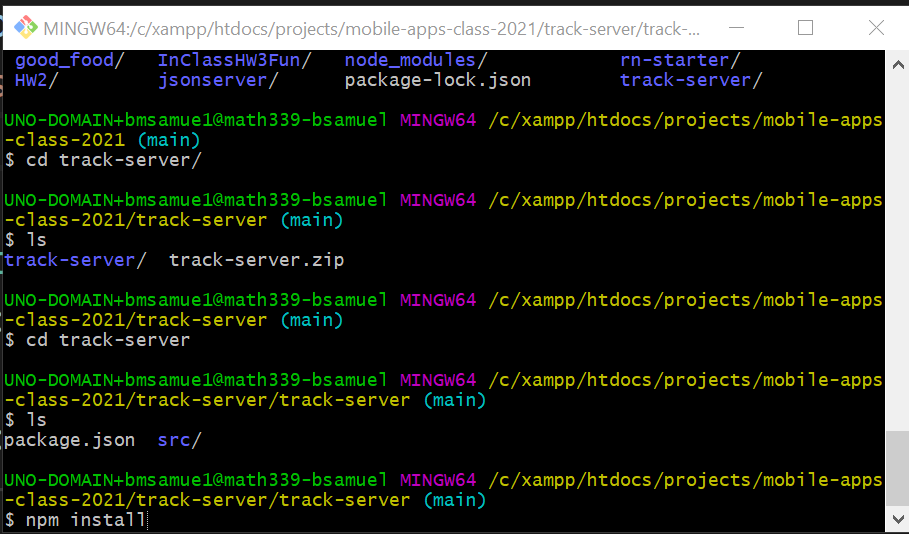 MINGW64:/c/xampp/htdocs/projects/mobile-apps-class-2021/track-server/track-...
good_food/ InClassHW3Fun/ node_modules/ rn-starter/
HW2/ jsonserver/ package-lock.json track-server/
UNO-DOMAIN+bmsamue1@math339-bsamuel MINGW64 /c/xampp/htdocs/projects/mobile-apps
-class-2021 (main)
$ cd track-server/
UNO-DOMAIN+bmsamue1@math339-bsamuel MINGW64 /c/xampp/htdocs/projects/mobile-apps
-class-2021/track-server (main)
$ ls
track-server/ track-server.zip
UNO-DOMAIN+bmsamue1@math339-bsamuel MINGW64 /c/xampp/htdocs/projects/mobile-apps
-class-2021/track-server (main)
$ cd track-server
UNO-DOMAIN+bmsamue1@math339-bsamuel MINGW64 /c/xampp/htdocs/projects/mobile-apps
-class-2021/track-server/track-server (main)
$ ls
package.json src/
UNO-DOMAIN+bmsamue1@math339-bsamuel MINGW64 /c/xampp/htdocs/projects/mobile-apps
-class-2021/track-server/track-server (main)
$ npm install